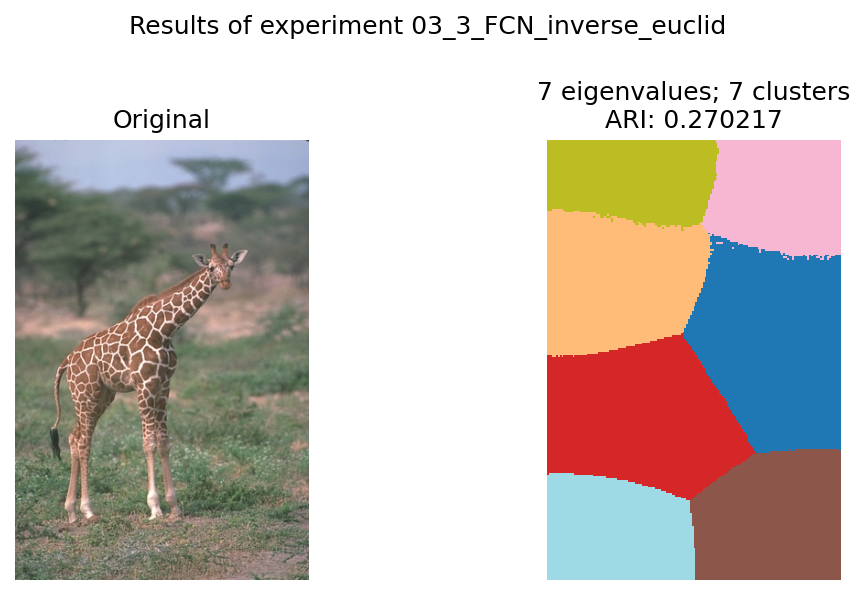 Results of experiment 03_3_FCN_inverse_euclid
Original
7 eigenvalues; 7 clusters
ARI: 0.270217